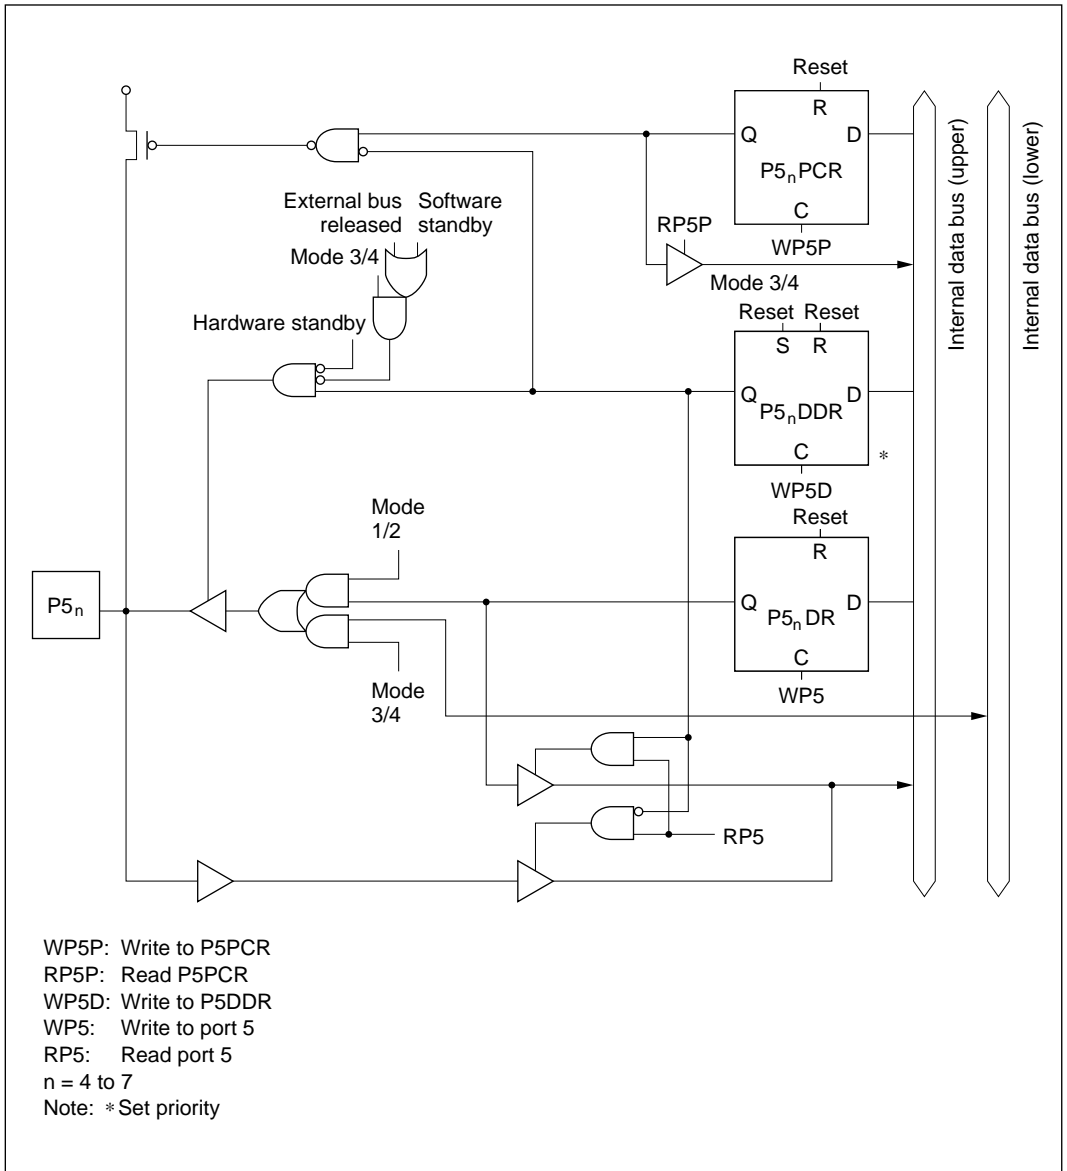 Reset
R
Q D
P5nPCR
C
WP5P
Internal data bus (upper)
Internal data bus (lower)
External bus
released
Software
standby
RP5P
Mode 3/4
Mode 3/4
Hardware standby
Reset Reset
S R
Q D
P5nDDR
C
*
WP5D
Mode
1/2
Reset
R
P5n
Q D
P5nDR
C
WP5
Mode
3/4
RP5
WP5P: Write to P5PCR
RP5P: Read P5PCR
WP5D: Write to P5DDR
WP5: Write to port 5
RP5: Read port 5
n = 4 to 7
Note: * Set priority